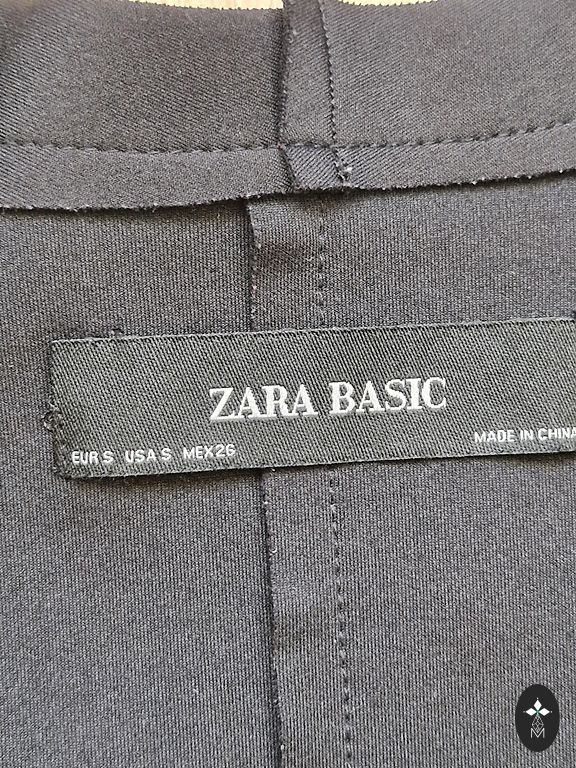 ZARA BASIC
EUR S USA S MEX 26
MADE IN CHINA
M